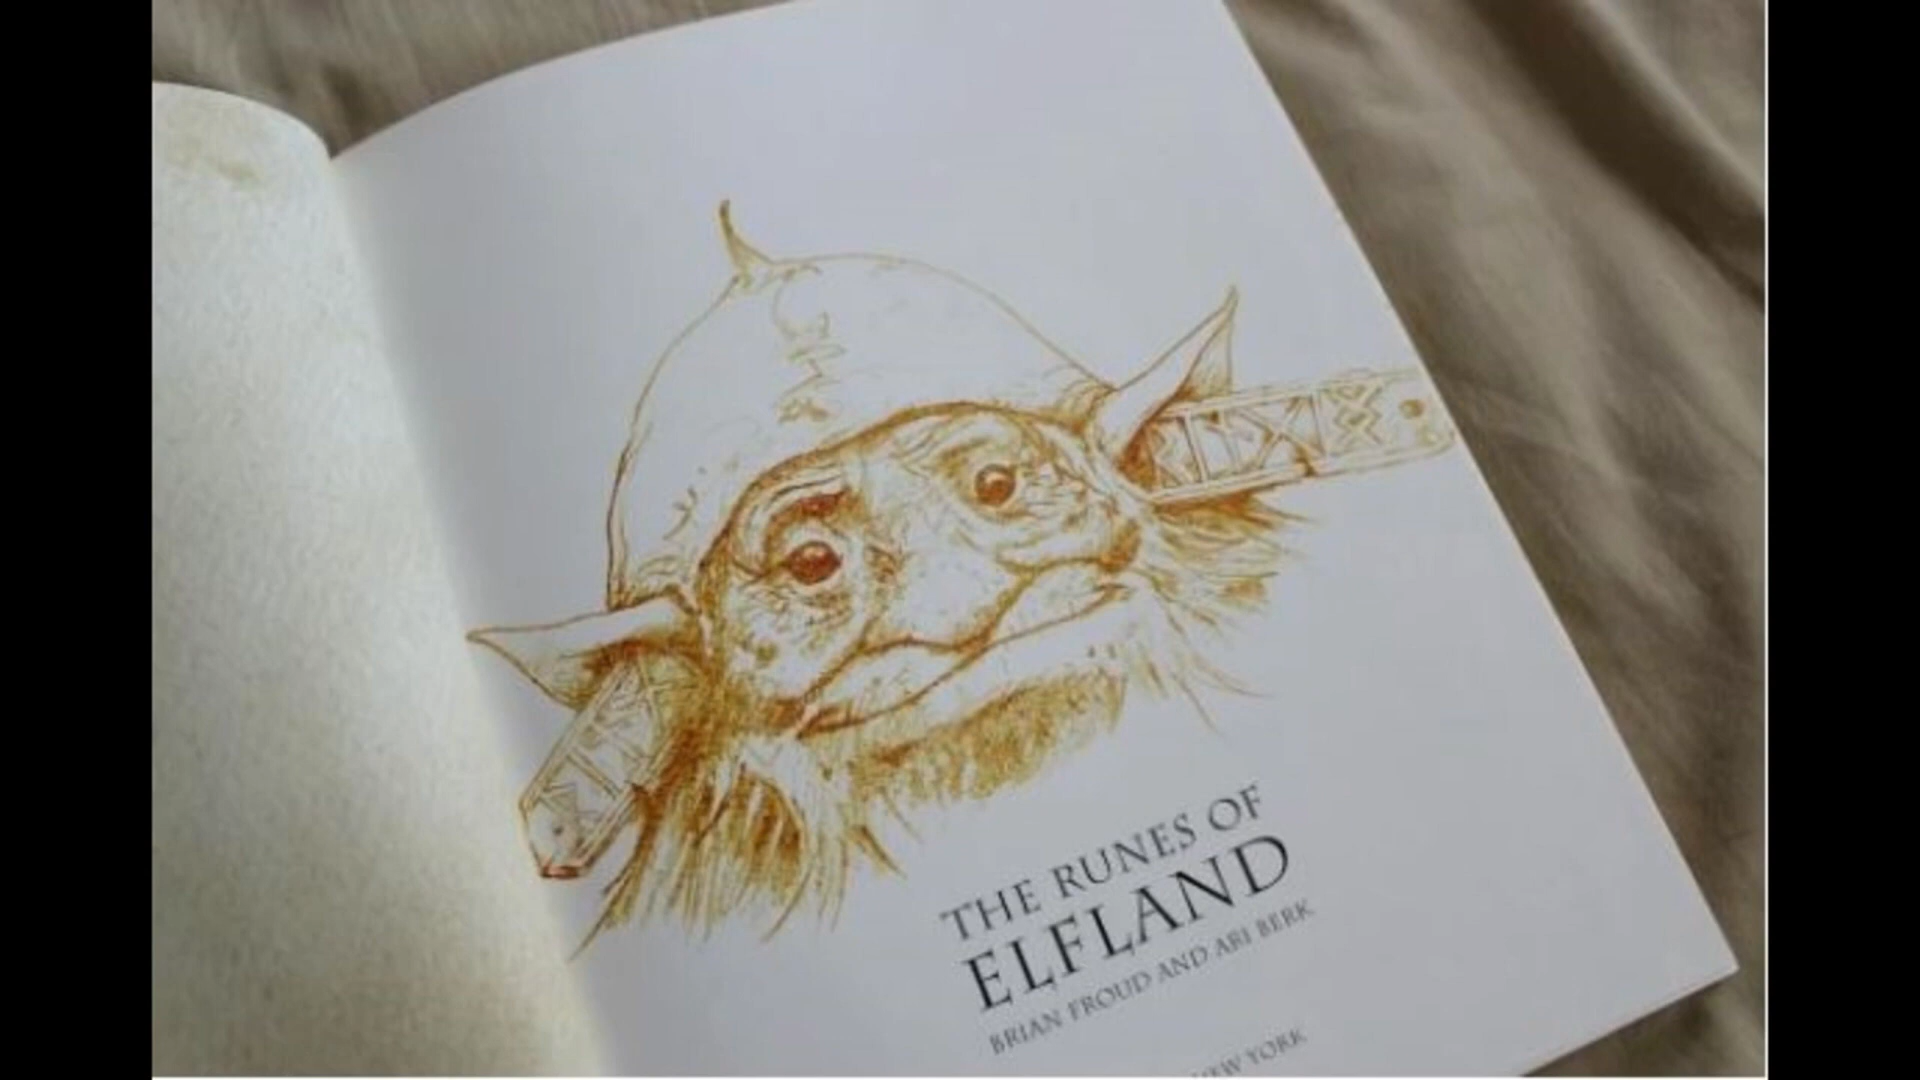 THE RUNES OF
ELFLAND
BRIAN FROUD AND ARI BERK
NEW YORK